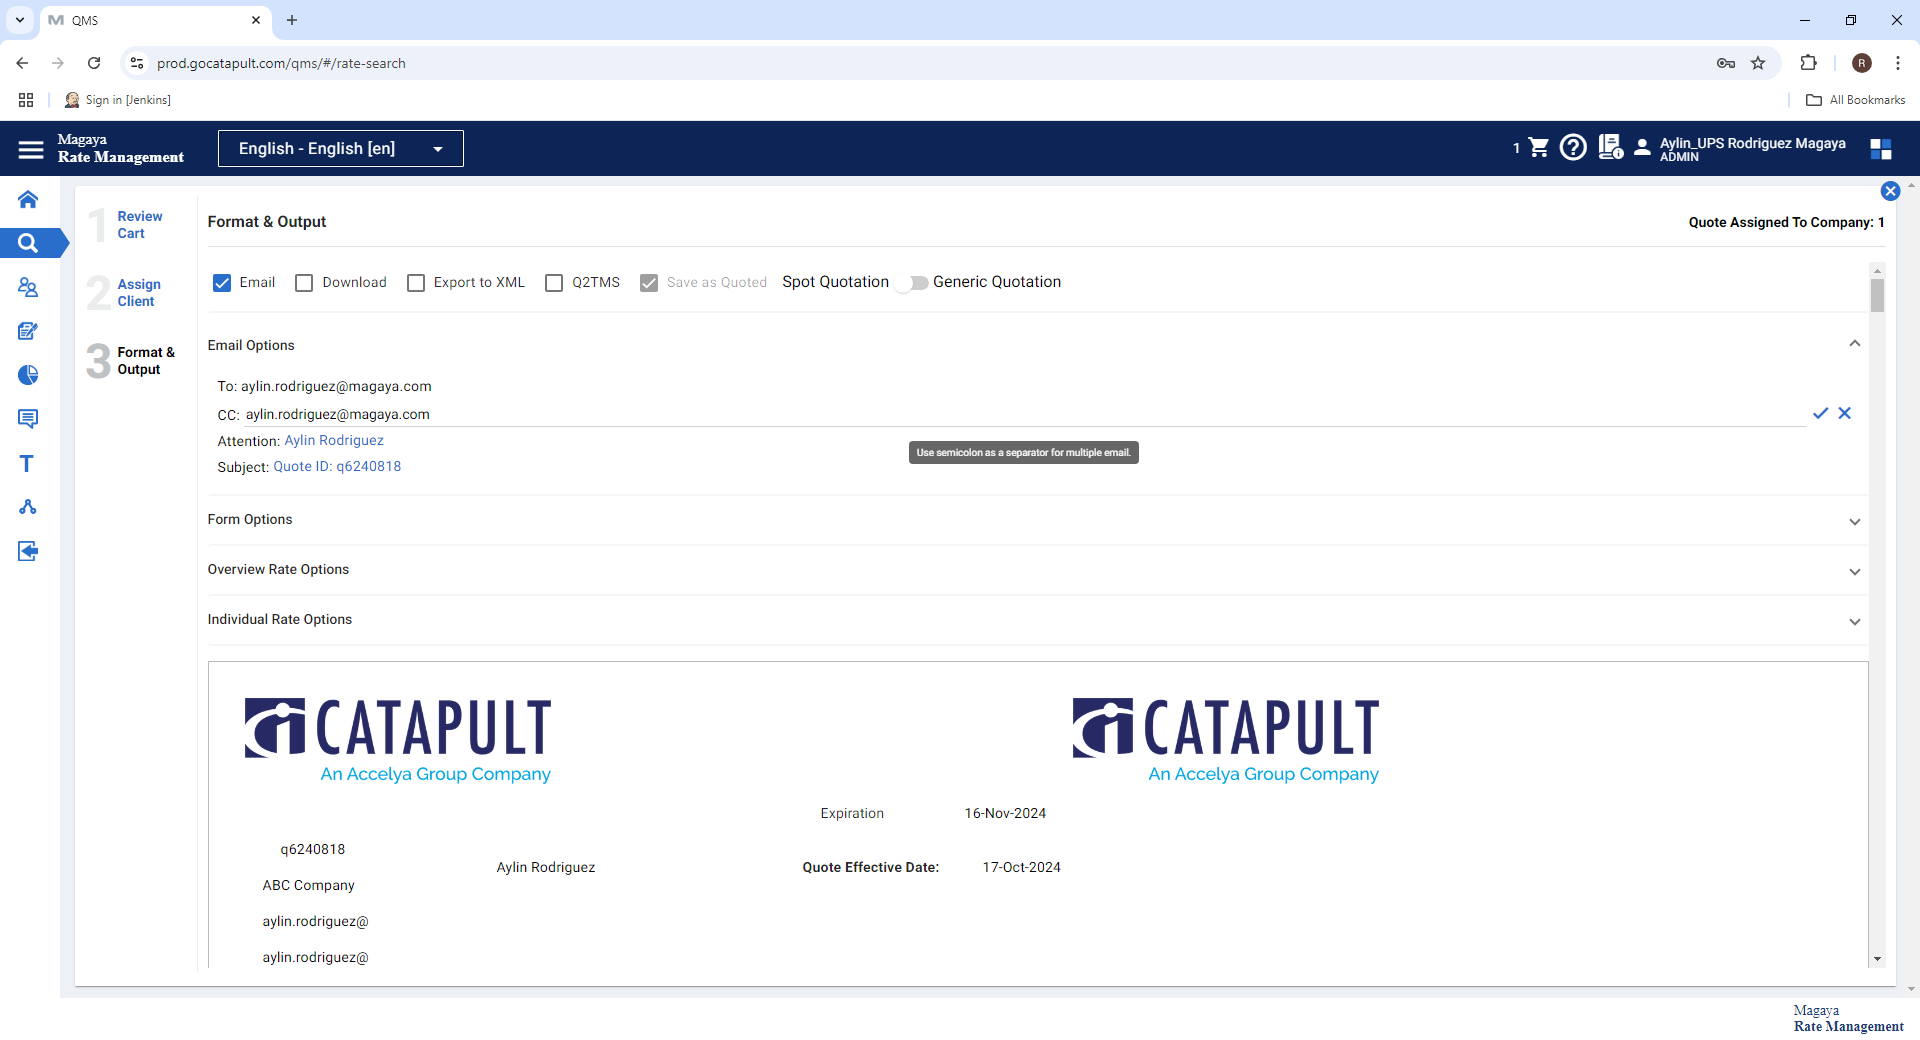 QMS
prod.gocatapult.com/qms/#/rate-search
R
Sign in [Jenkins]
All Bookmarks
Magaya
Rate Management
English - English [en]
1
Aylin_UPS Rodriguez Magaya
ADMIN
1 Review Cart
2 Assign Client
3 Format & Output
Format & Output
Quote Assigned To Company: 1
Email
Download
Export to XML
Q2TMS
Save as Quoted
Spot Quotation
Generic Quotation
Email Options
To: aylin.rodriguez@magaya.com
CC: aylin.rodriguez@magaya.com
Attention: Aylin Rodriguez
Use semicolon as a separator for multiple email.
Subject: Quote ID: q6240818
Form Options
Overview Rate Options
Individual Rate Options
CATAPULT
An Accelya Group Company
CATAPULT
An Accelya Group Company
Expiration 16-Nov-2024
q6240818
Aylin Rodriguez
Quote Effective Date: 17-Oct-2024
ABC Company
aylin.rodriguez@
aylin.rodriguez@
Magaya
Rate Management